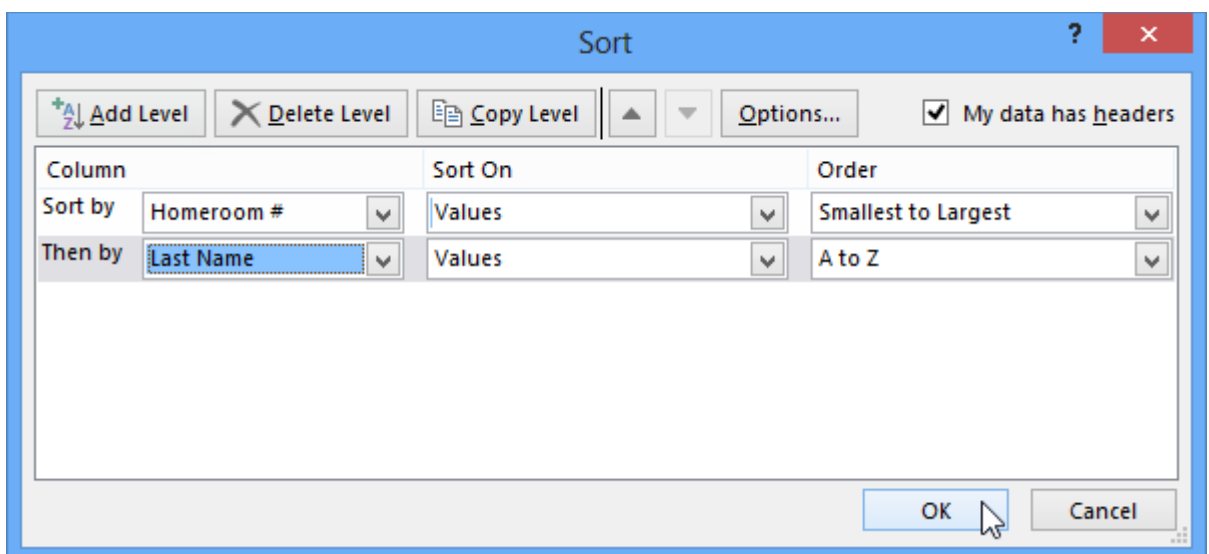 Sort ?
Add Level Delete Level Copy Level Options... My data has headers
Column Sort On Order
Sort by Homeroom # Values Smallest to Largest
Then by Last Name Values A to Z
OK Cancel